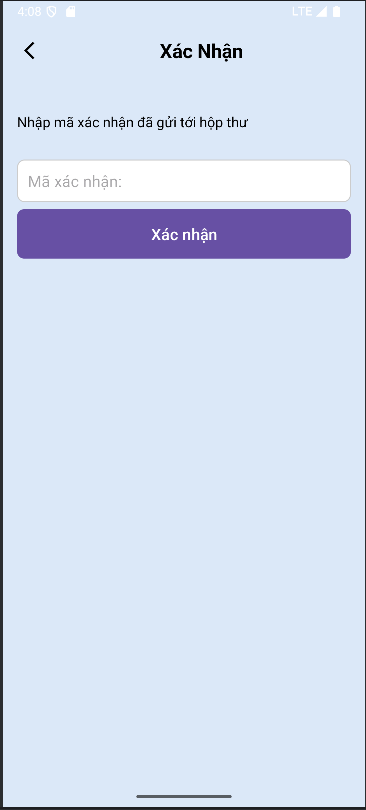 4:08
LTE
Xác Nhận
Nhập mã xác nhận đã gửi tới hộp thư
Mã xác nhận:
Xác nhận